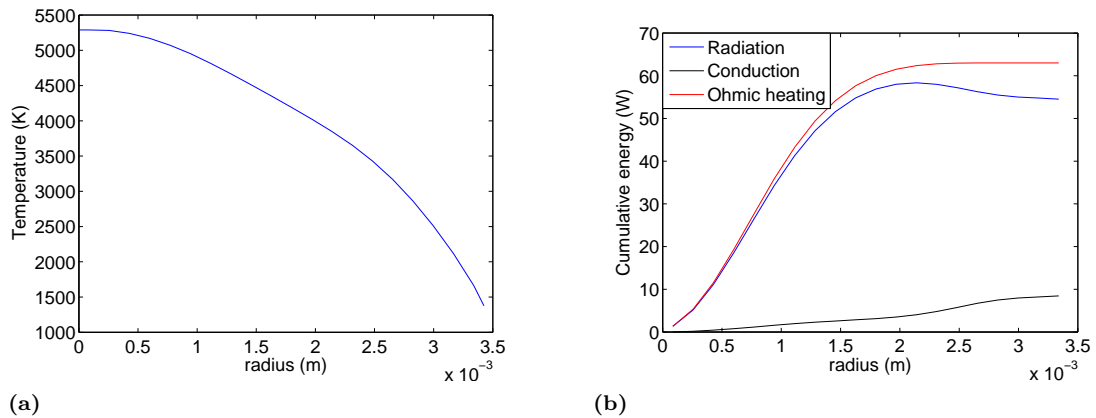 5500
5000
4500
4000
3500
3000
2500
2000
1500
1000
Temperature (K)
0 0.5 1 1.5 2 2.5 3 3.5
radius (m)
x 10⁻³
(a)
70
60
50
40
30
20
10
0
Cumulative energy (W)
Radiation
Conduction
Ohmic heating
0 0.5 1 1.5 2 2.5 3 3.5
radius (m)
x 10⁻³
(b)